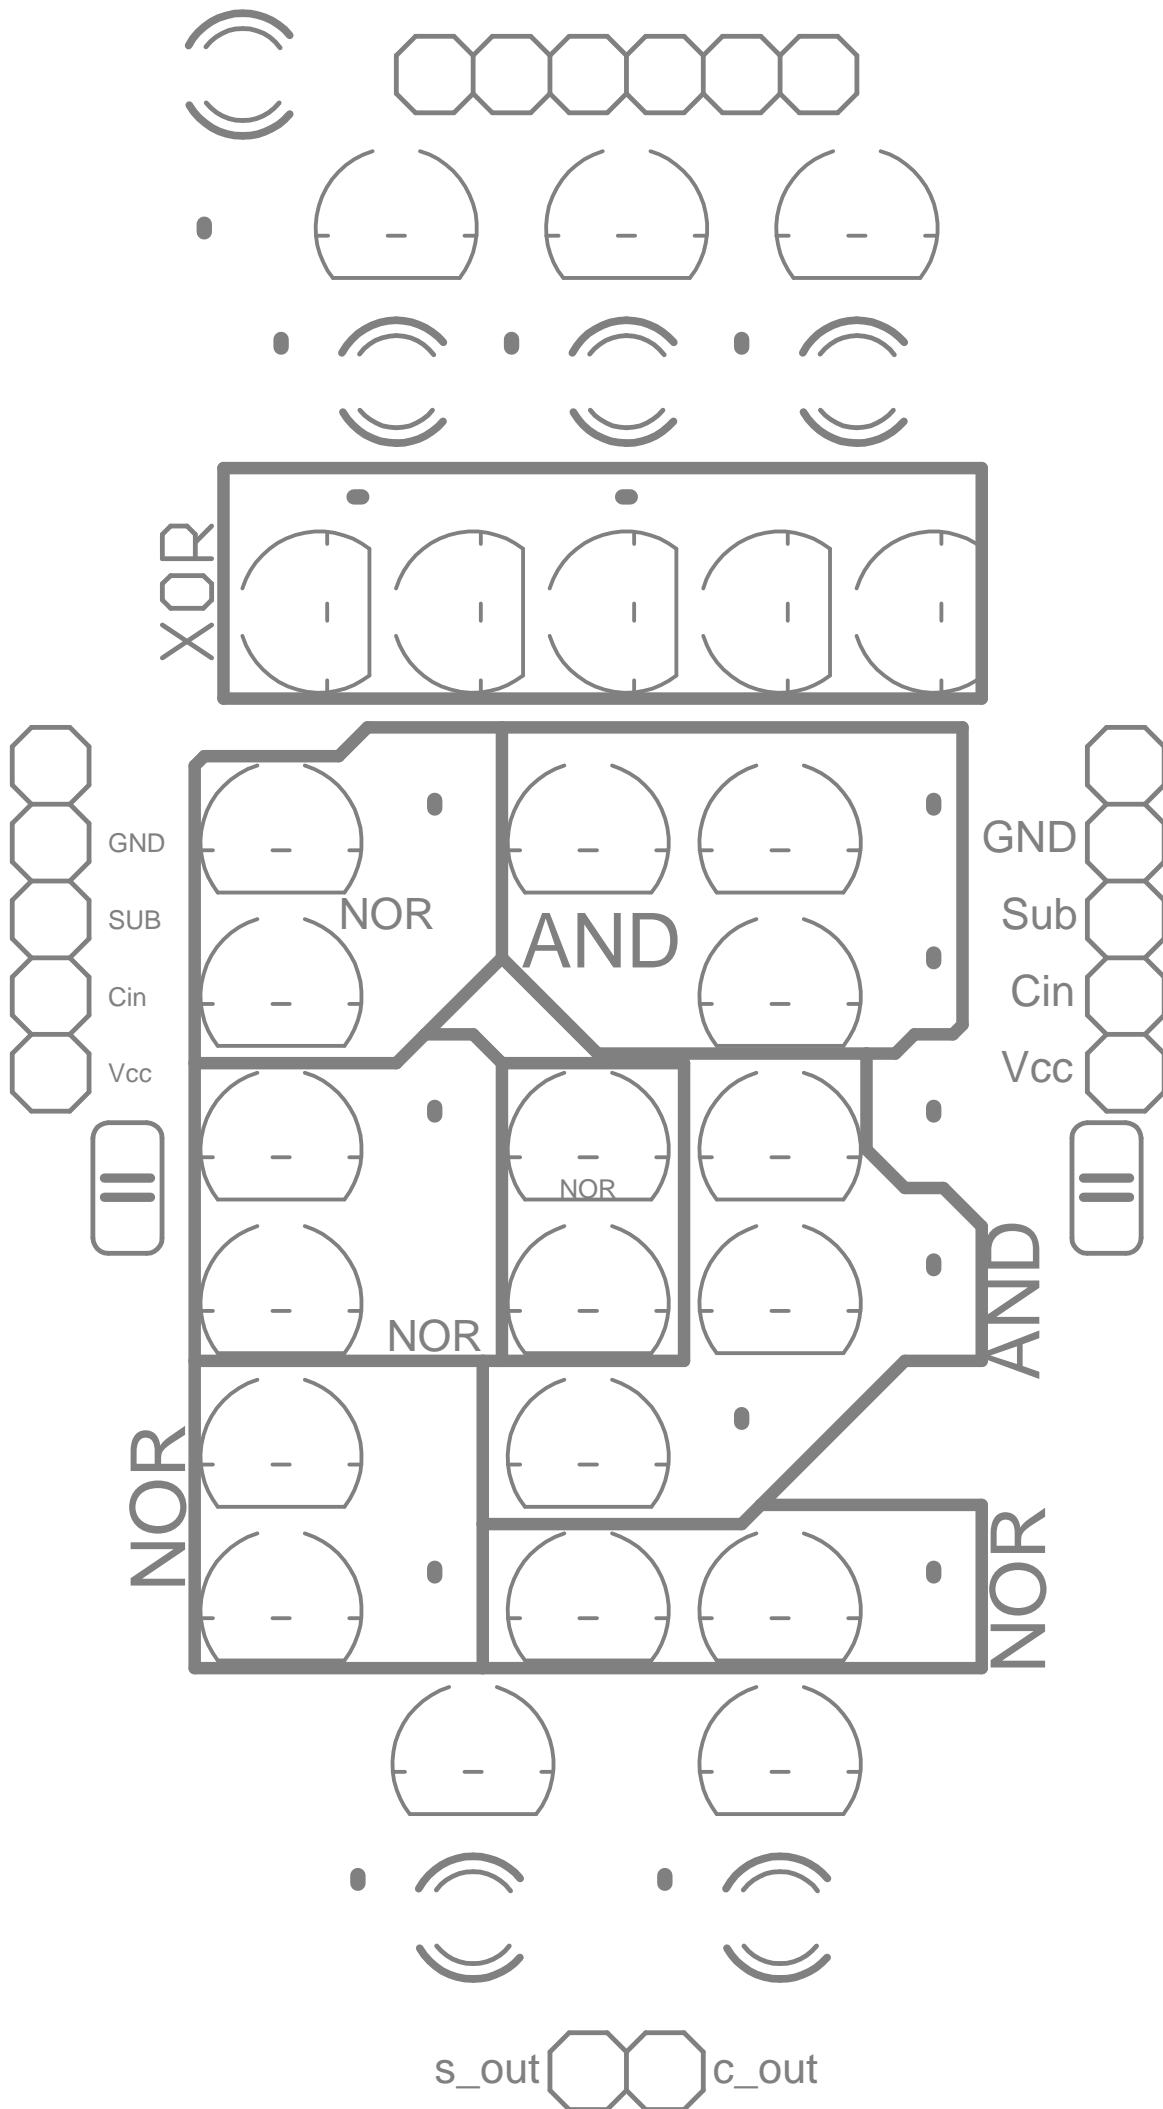 XOR
GND
GND
NOR
AND
SUB
Sub
Cin
Cin
Vcc
Vcc
NOR
AND
NOR
NOR
NOR
s_out
c_out